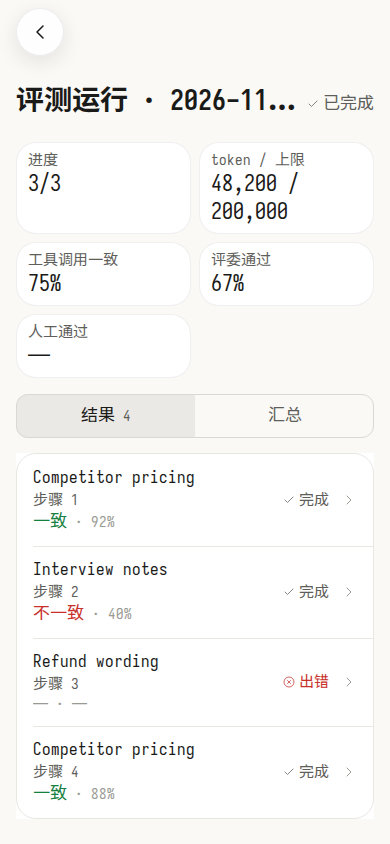 评测运行 · 2026-11...
已完成
进度
3/3
token / 上限
48,200 /
200,000
工具调用一致
75%
评委通过
67%
人工通过
—
结果 4
汇总
Competitor pricing
步骤 1
一致 · 92%
完成
Interview notes
步骤 2
不一致 · 40%
完成
Refund wording
步骤 3
— · —
出错
Competitor pricing
步骤 4
一致 · 88%
完成